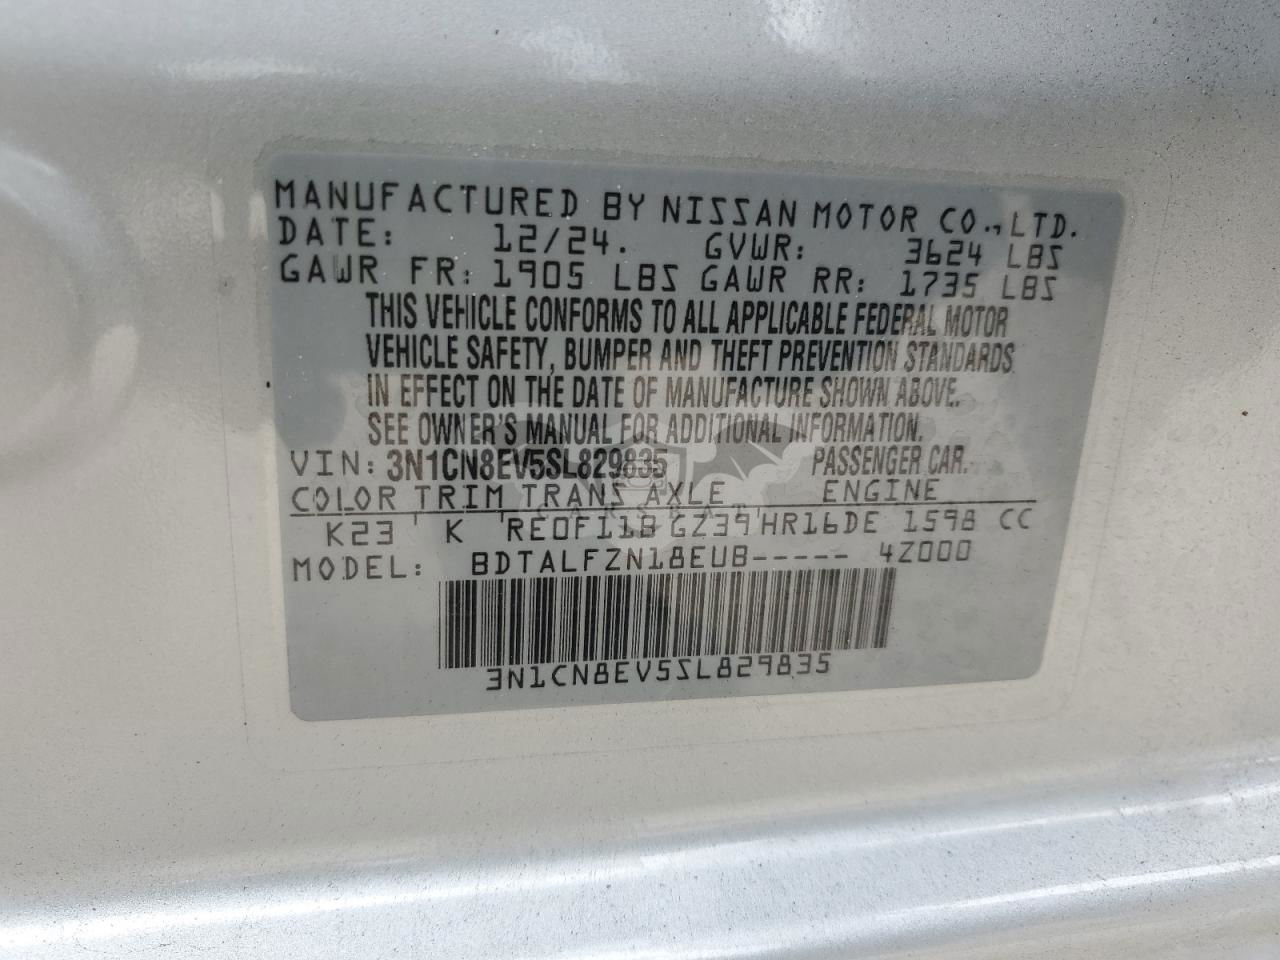 MANUFACTURED BY NISSAN MOTOR CO., LTD.
DATE: 12/24. GVWR: 3624 LBS
GAWR FR: 1905 LBS GAWR RR: 1735 LBS
THIS VEHICLE CONFORMS TO ALL APPLICABLE FEDERAL MOTOR
VEHICLE SAFETY, BUMPER AND THEFT PREVENTION STANDARDS
IN EFFECT ON THE DATE OF MANUFACTURE SHOWN ABOVE.
SEE OWNER'S MANUAL FOR ADDITIONAL INFORMATION.
VIN: 3N1CN8EV5SL829835 PASSENGER CAR.
COLOR TRIM TRANS AXLE ENGINE
K23 K RE0F11B GZ39 HR16DE 1598 CC
MODEL: BDTALFZN18EUB----- 4Z000
3N1CN8EV5SL829835